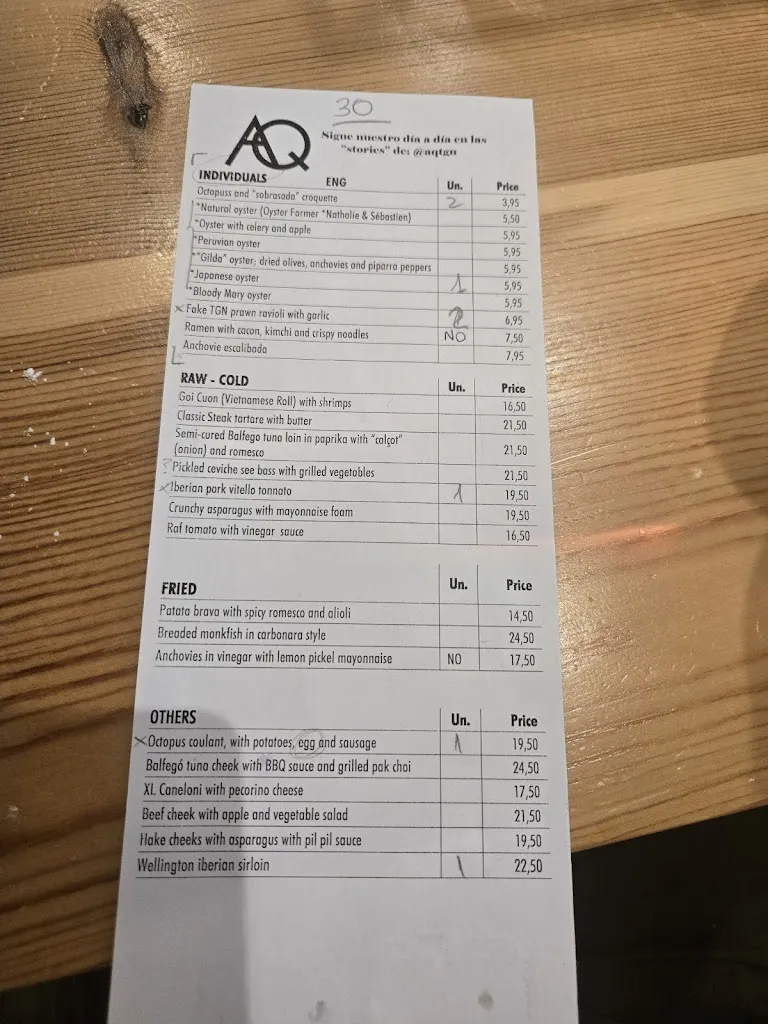 30
AQ
Sigue nuestro día a día en las
"stories" de: @aqtgn
INDIVIDUALS ENG Un. Price
Octopuss and "sobrasada" croquette 2 3,95
*Natural oyster (Oyster Farmer *Nathalie & Sébastien) 5,50
*Oyster with celery and apple 5,95
*Peruvian oyster 5,95
*"Gilda" oyster; dried olives, anchovies and piparra peppers 5,95
*Japanese oyster 1 5,95
*Bloody Mary oyster 5,95
x Fake TGN prawn ravioli with garlic 2 6,95
Ramen with cacon, kimchi and crispy noodles NO 7,50
Anchovie escalibada 7,95
RAW - COLD Un. Price
Goi Cuon (Vietnamese Roll) with shrimps 16,50
Classic Steak tartare with butter 21,50
Semi-cured Balfego tuna loin in paprika with "calçot"
(onion) and romesco 21,50
? Pickled ceviche see bass with grilled vegetables 21,50
x Iberian pork vitello tonnato 1 19,50
Crunchy asparagus with mayonnaise foam 19,50
Raf tomato with vinegar sauce 16,50
FRIED Un. Price
Patata brava with spicy romesco and alioli 14,50
Breaded monkfish in carbonara style 24,50
Anchovies in vinegar with lemon pickel mayonnaise NO 17,50
OTHERS Un. Price
x Octopus coulant, with potatoes, egg and sausage 1 19,50
Balfegó tuna cheek with BBQ sauce and grilled pak choi 24,50
XL Caneloni with pecorino cheese 17,50
Beef cheek with apple and vegetable salad 21,50
Hake cheeks with asparagus with pil pil sauce 19,50
Wellington iberian sirloin 1 22,50